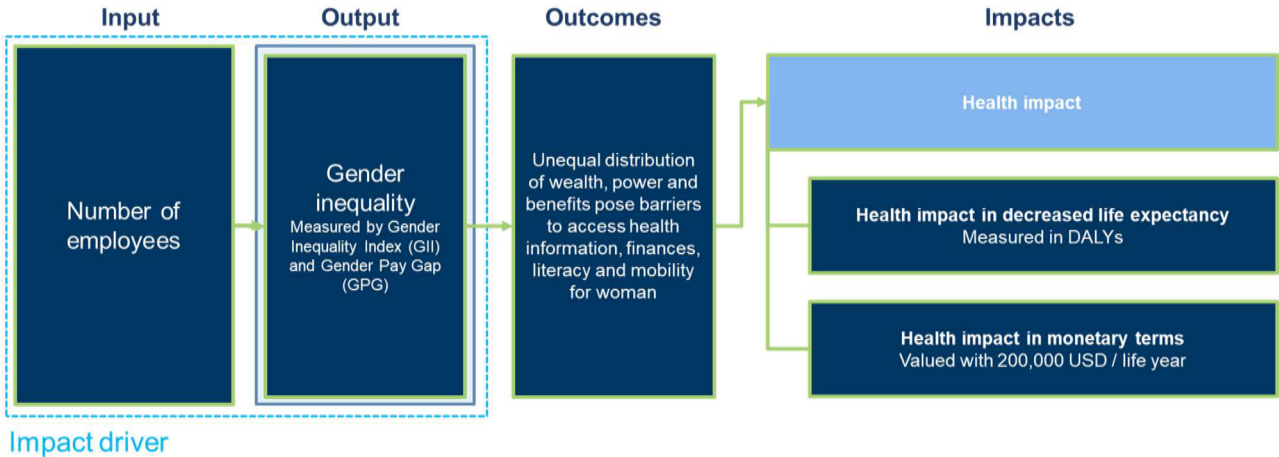 Input
Output
Outcomes
Impacts
Number of
employees
Gender
inequality
Measured by Gender
Inequality Index (GII)
and Gender Pay Gap
(GPG)
Unequal distribution
of wealth, power and
benefits pose barriers
to access health
information, finances,
literacy and mobility
for woman
Health impact
Health impact in decreased life expectancy
Measured in DALYs
Health impact in monetary terms
Valued with 200,000 USD / life year
Impact driver